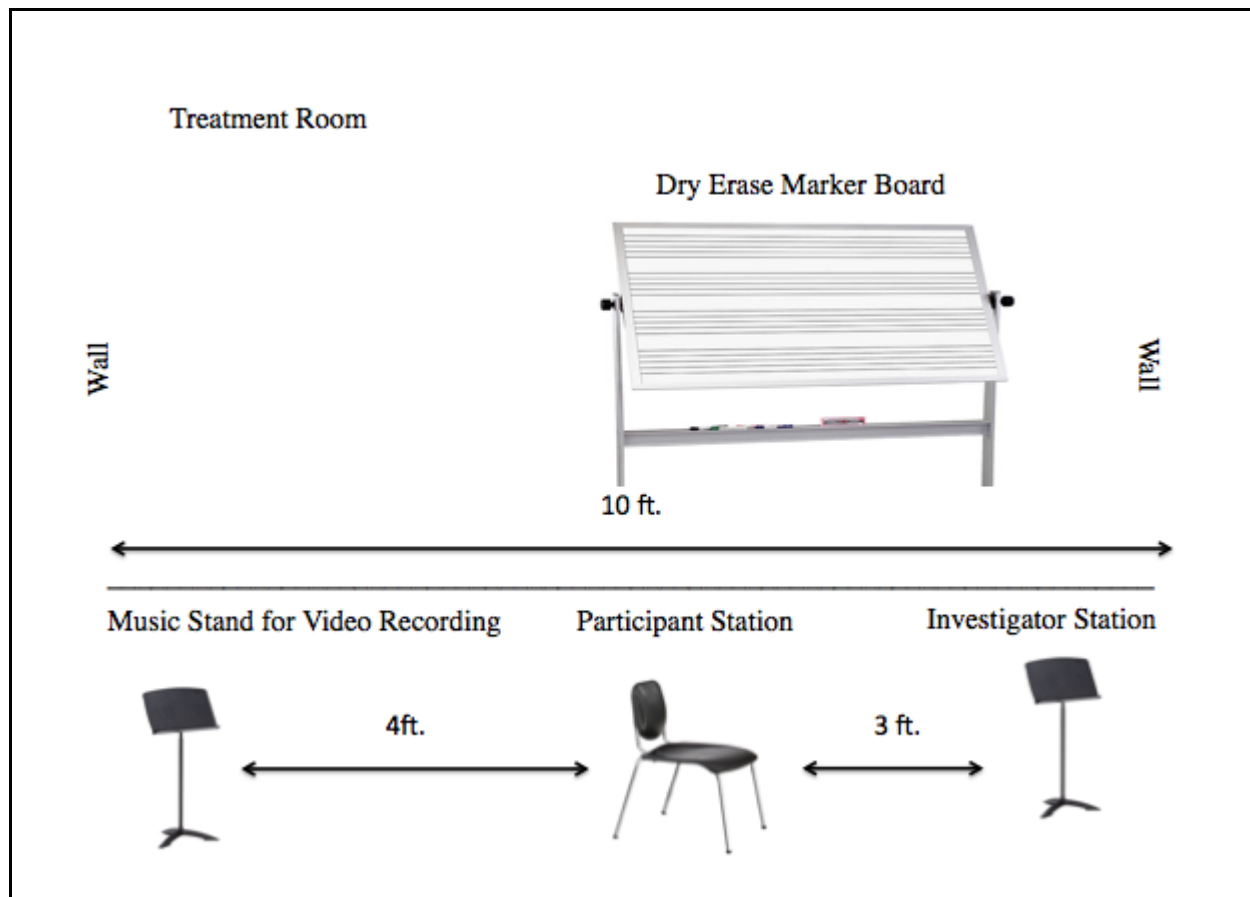 Treatment Room
Dry Erase Marker Board
Wall
Wall
10 ft.
Music Stand for Video Recording
Participant Station
Investigator Station
4ft.
3 ft.